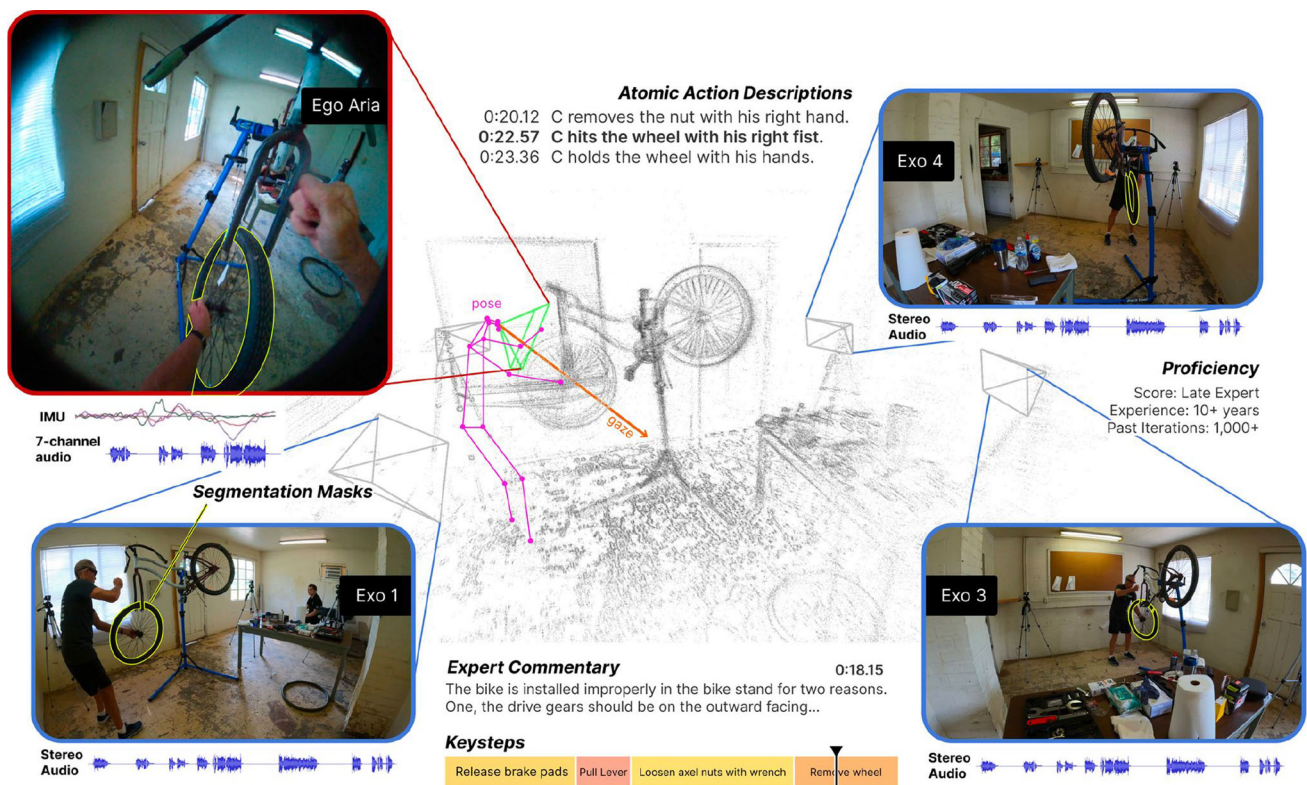 Ego Aria
Atomic Action Descriptions
0:20.12 C removes the nut with his right hand.
0:22.57 C hits the wheel with his right fist.
0:23.36 C holds the wheel with his hands.
Exo 4
Stereo
Audio
pose
gaze
Proficiency
Score: Late Expert
Experience: 10+ years
Past Iterations: 1,000+
IMU
7-channel
audio
Segmentation Masks
Exo 1
Exo 3
Expert Commentary 0:18.15
The bike is installed improperly in the bike stand for two reasons.
One, the drive gears should be on the outward facing...
Keysteps
Release brake pads Pull Lever Loosen axel nuts with wrench Remove wheel
Stereo
Audio
Stereo
Audio